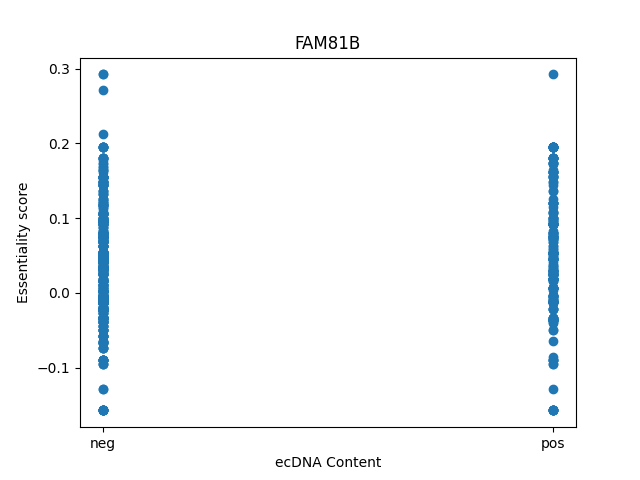 FAM81B
Essentiality score
0.3
0.2
0.1
0.0
−0.1
neg
pos
ecDNA Content